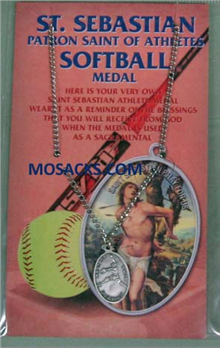 ST. SEBASTIAN
PATRON SAINT OF ATHLETES
SOFTBALL
MEDAL
HERE IS YOUR VERY OWN
SAINT SEBASTIAN ATHLETE MEDAL
WEAR IT AS A REMINDER OF THE BLESSINGS
THAT YOU WILL RECEIVE FROM GOD
WHEN THE MEDAL IS USED
AS A SACRAMENTAL
MOSACKS.COM